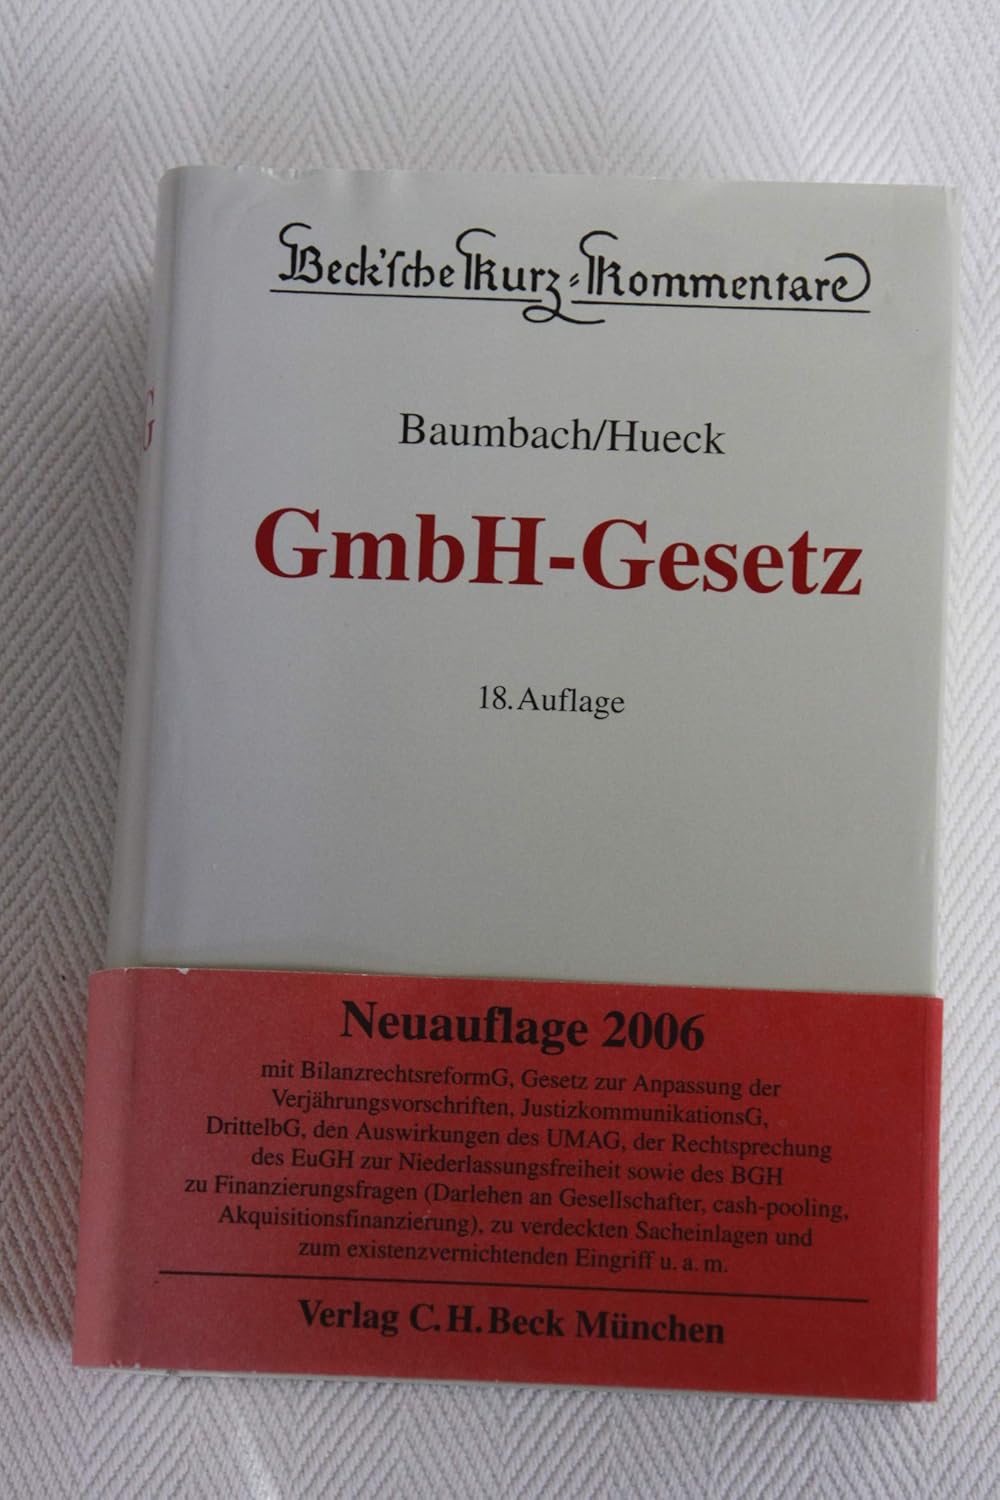 Beck'sche Kurz-Kommentare
Baumbach/Hueck
GmbH-Gesetz
18. Auflage
G
Neuauflage 2006
mit BilanzrechtsreformG, Gesetz zur Anpassung der
Verjährungsvorschriften, JustizkommunikationsG,
DrittelbG, den Auswirkungen des UMAG, der Rechtsprechung
des EuGH zur Niederlassungsfreiheit sowie des BGH
zu Finanzierungsfragen (Darlehen an Gesellschafter, cash-pooling,
Akquisitionsfinanzierung), zu verdeckten Sacheinlagen und
zum existenzvernichtenden Eingriff u. a. m.
Verlag C. H. Beck München